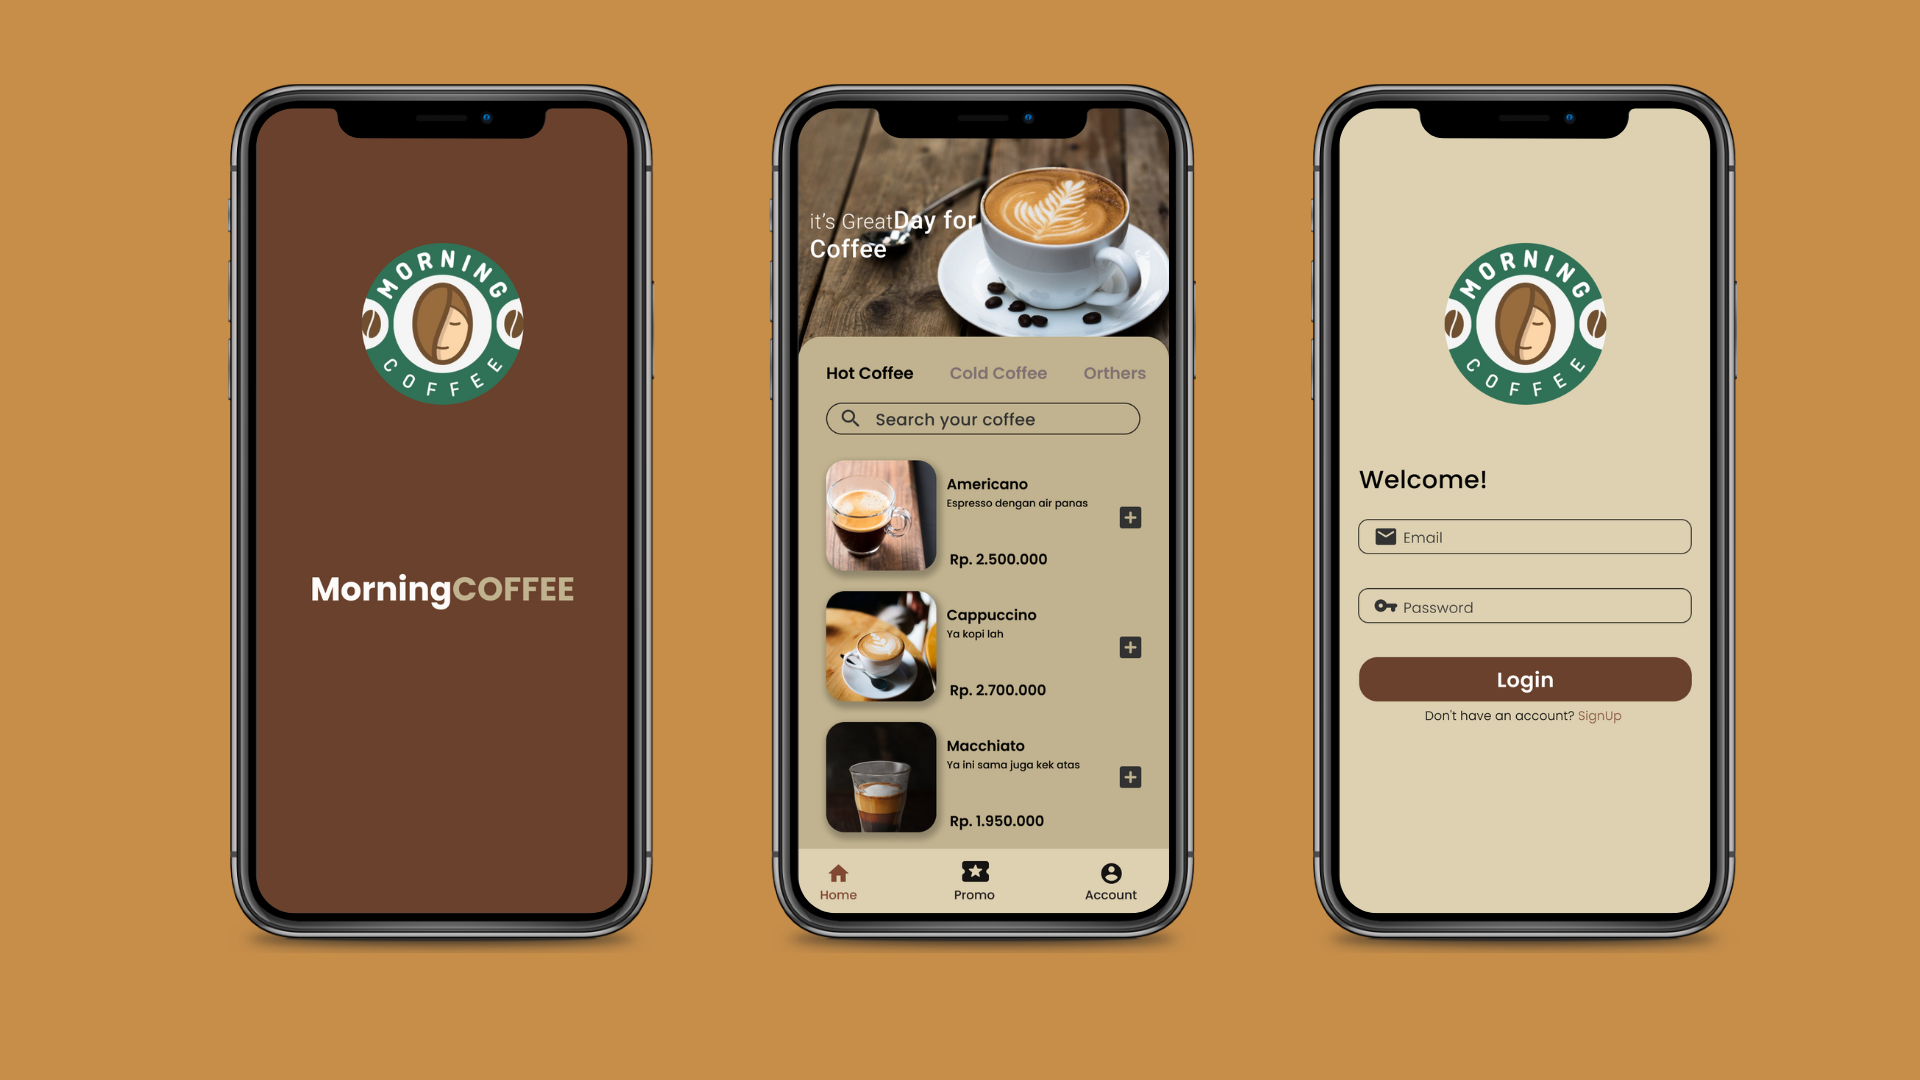 MORNING
COFFEE
MorningCOFFEE
it's GreatDay for
Coffee
Hot Coffee Cold Coffee Orthers
Search your coffee
Americano
Espresso dengan air panas
Rp. 2.500.000
Cappuccino
Ya kopi lah
Rp. 2.700.000
Macchiato
Ya ini sama juga kek atas
Rp. 1.950.000
Home Promo Account
MORNING
COFFEE
Welcome!
Email
Password
Login
Don't have an account? SignUp